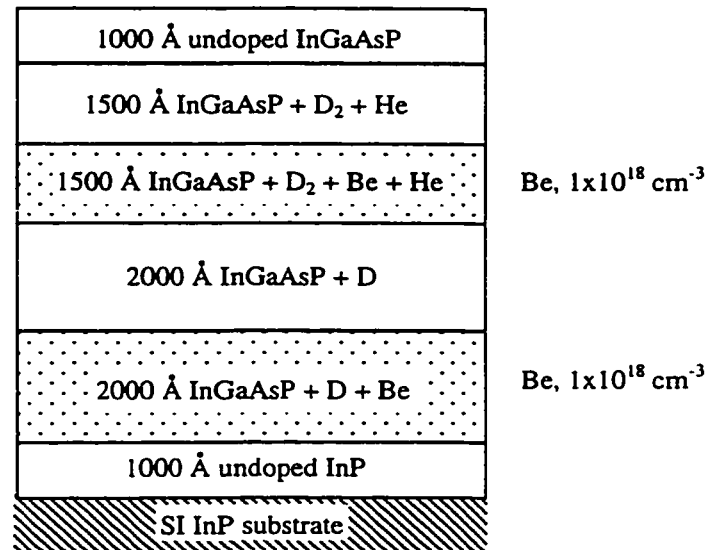 1000 Å undoped InGaAsP
1500 Å InGaAsP + D₂ + He
1500 Å InGaAsP + D₂ + Be + He
Be, 1x10¹⁸ cm⁻³
2000 Å InGaAsP + D
2000 Å InGaAsP + D + Be
Be, 1x10¹⁸ cm⁻³
1000 Å undoped InP
SI InP substrate